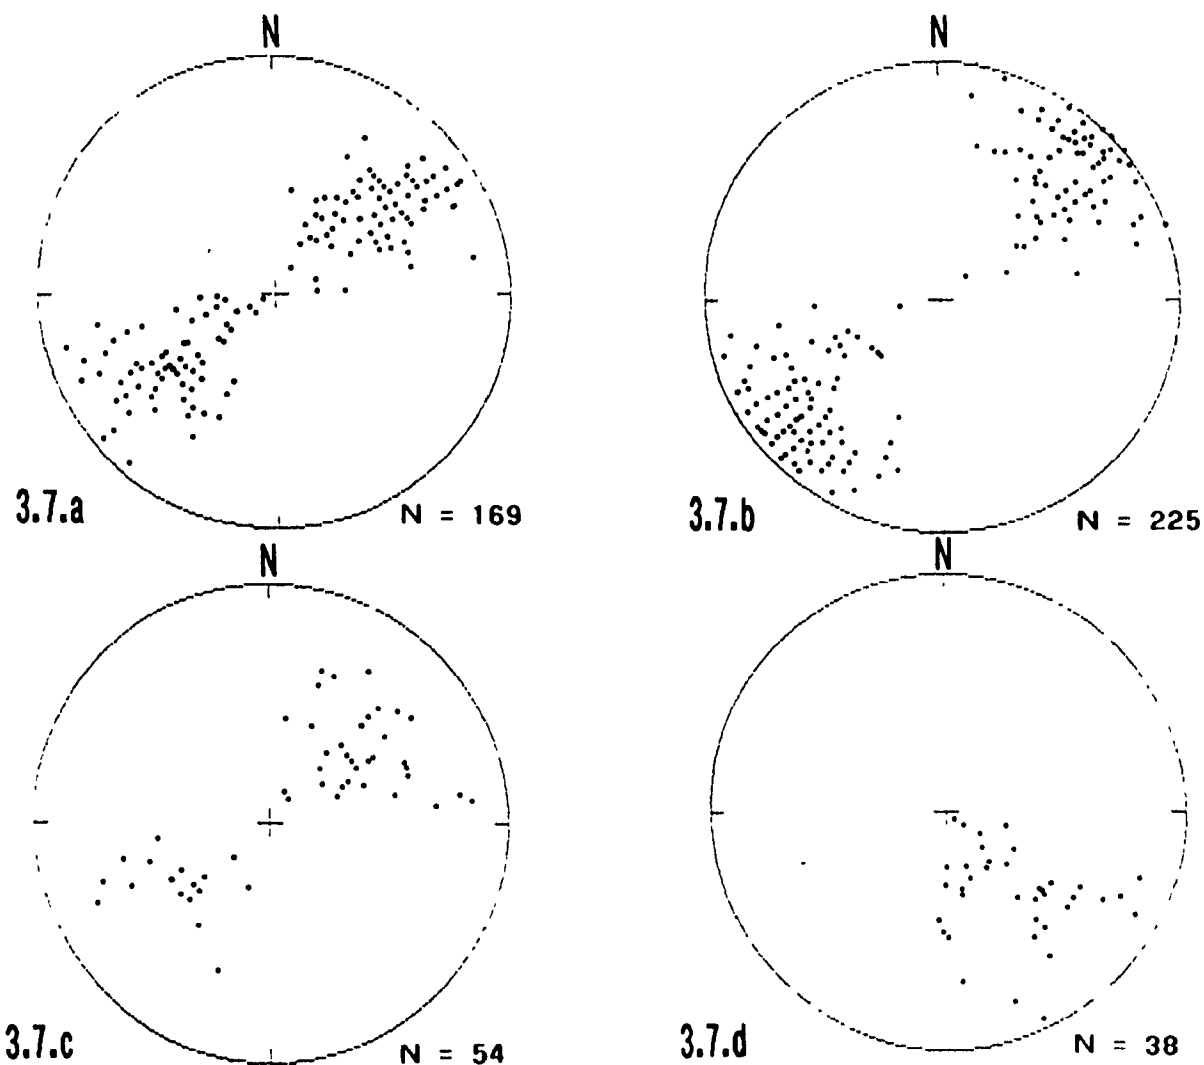 N
N
3.7.a
N = 169
3.7.b
N = 225
N
N
3.7.c
N = 54
3.7.d
N = 38